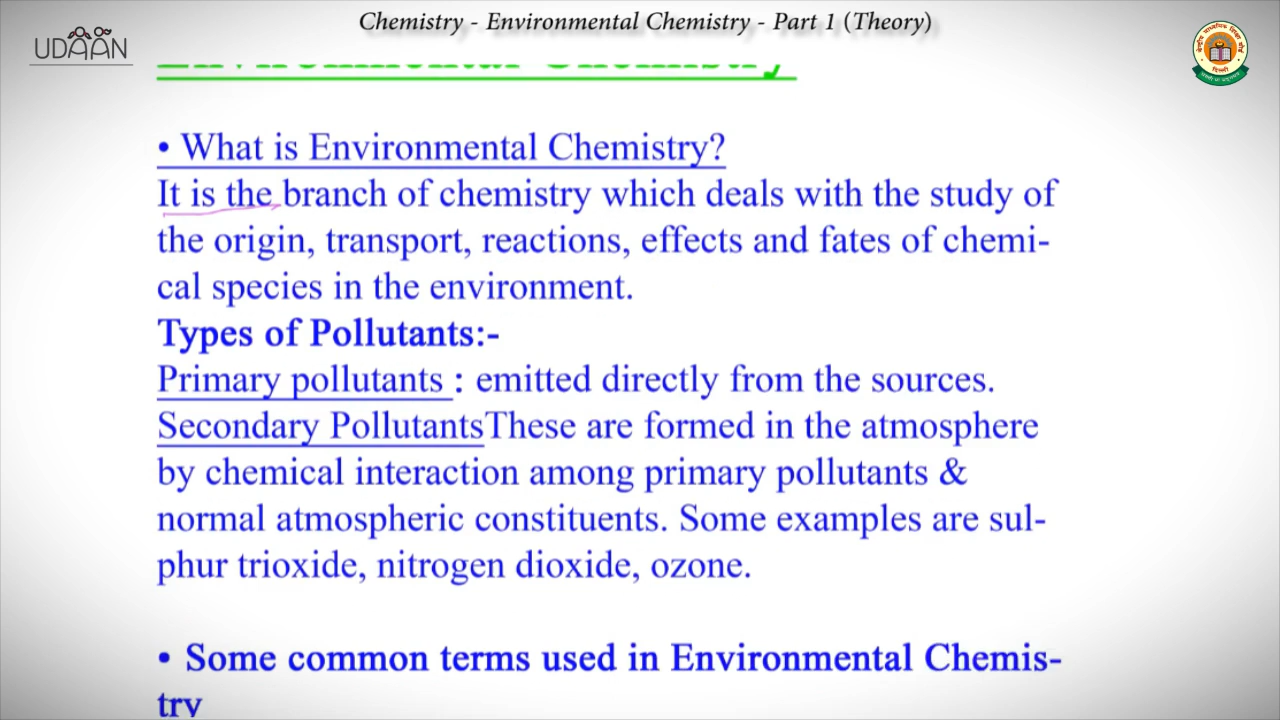 Chemistry - Environmental Chemistry - Part 1 (Theory)
UDAAN
Environmental Chemistry
• What is Environmental Chemistry?
It is the branch of chemistry which deals with the study of
the origin, transport, reactions, effects and fates of chemi-
cal species in the environment.
Types of Pollutants:-
Primary pollutants : emitted directly from the sources.
Secondary PollutantsThese are formed in the atmosphere
by chemical interaction among primary pollutants &
normal atmospheric constituents. Some examples are sul-
phur trioxide, nitrogen dioxide, ozone.
• Some common terms used in Environmental Chemis-
try